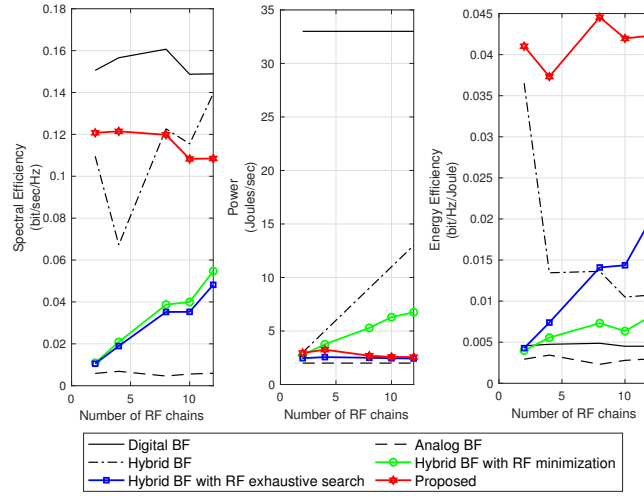 0.18
0.16
0.14
0.12
0.1
0.08
0.06
0.04
0.02
0
0
5
10
Number of RF chains
Spectral Efficiency
(bit/sec/Hz)
35
30
25
20
15
10
5
0
0
5
10
Number of RF chains
Power
(Joules/sec)
0.045
0.04
0.035
0.03
0.025
0.02
0.015
0.01
0.005
0
0
5
10
Number of RF chains
Energy Efficiency
(bit/Hz/Joule)
Digital BF
Analog BF
Hybrid BF
Hybrid BF with RF minimization
Hybrid BF with RF exhaustive search
Proposed